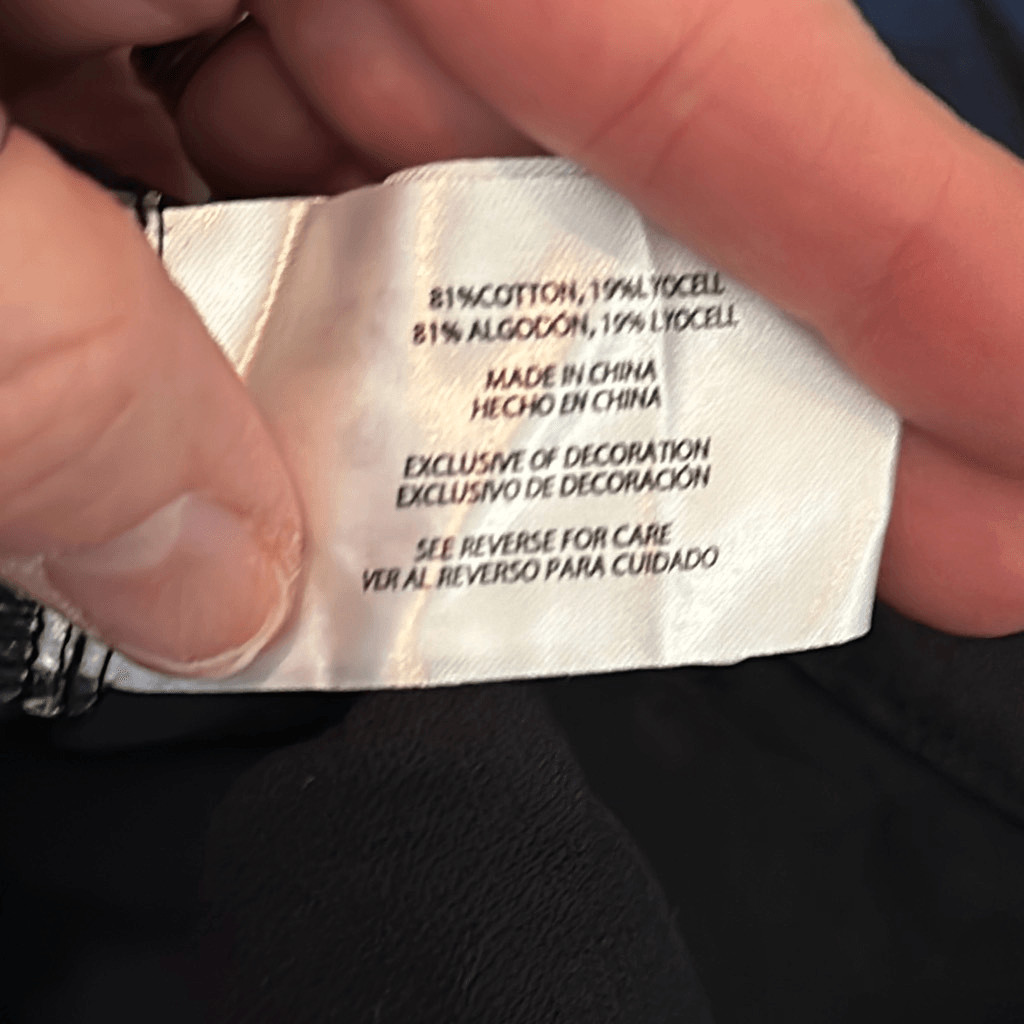 81%COTTON, 19%LYOCELL
81% ALGODÓN, 19% LYOCELL
MADE IN CHINA
HECHO EN CHINA
EXCLUSIVE OF DECORATION
EXCLUSIVO DE DECORACIÓN
SEE REVERSE FOR CARE
VER AL REVERSO PARA CUIDADO